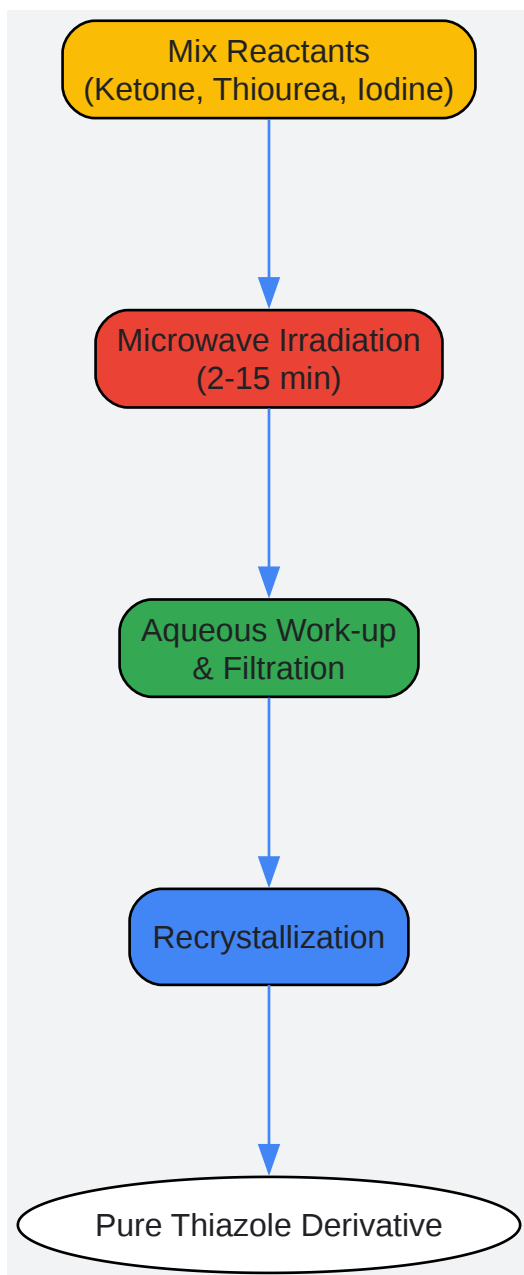 Mix Reactants
(Ketone, Thiourea, Iodine)
Microwave Irradiation
(2-15 min)
Aqueous Work-up
& Filtration
Recrystallization
Pure Thiazole Derivative